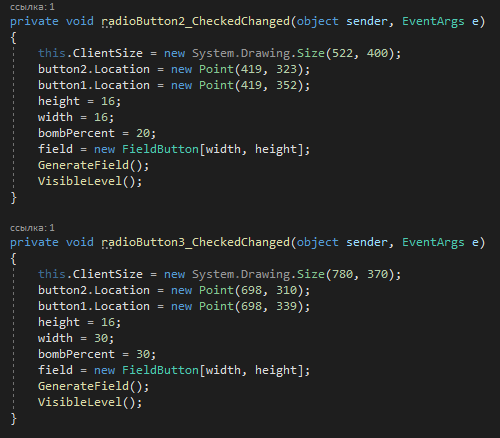 ссылка: 1
private void radioButton2_CheckedChanged(object sender, EventArgs e)
{
this.ClientSize = new System.Drawing.Size(522, 400);
button2.Location = new Point(419, 323);
button1.Location = new Point(419, 352);
height = 16;
width = 16;
bombPercent = 20;
field = new FieldButton[width, height];
GenerateField();
VisibleLevel();
}
ссылка: 1
private void radioButton3_CheckedChanged(object sender, EventArgs e)
{
this.ClientSize = new System.Drawing.Size(780, 370);
button2.Location = new Point(698, 310);
button1.Location = new Point(698, 339);
height = 16;
width = 30;
bombPercent = 30;
field = new FieldButton[width, height];
GenerateField();
VisibleLevel();
}